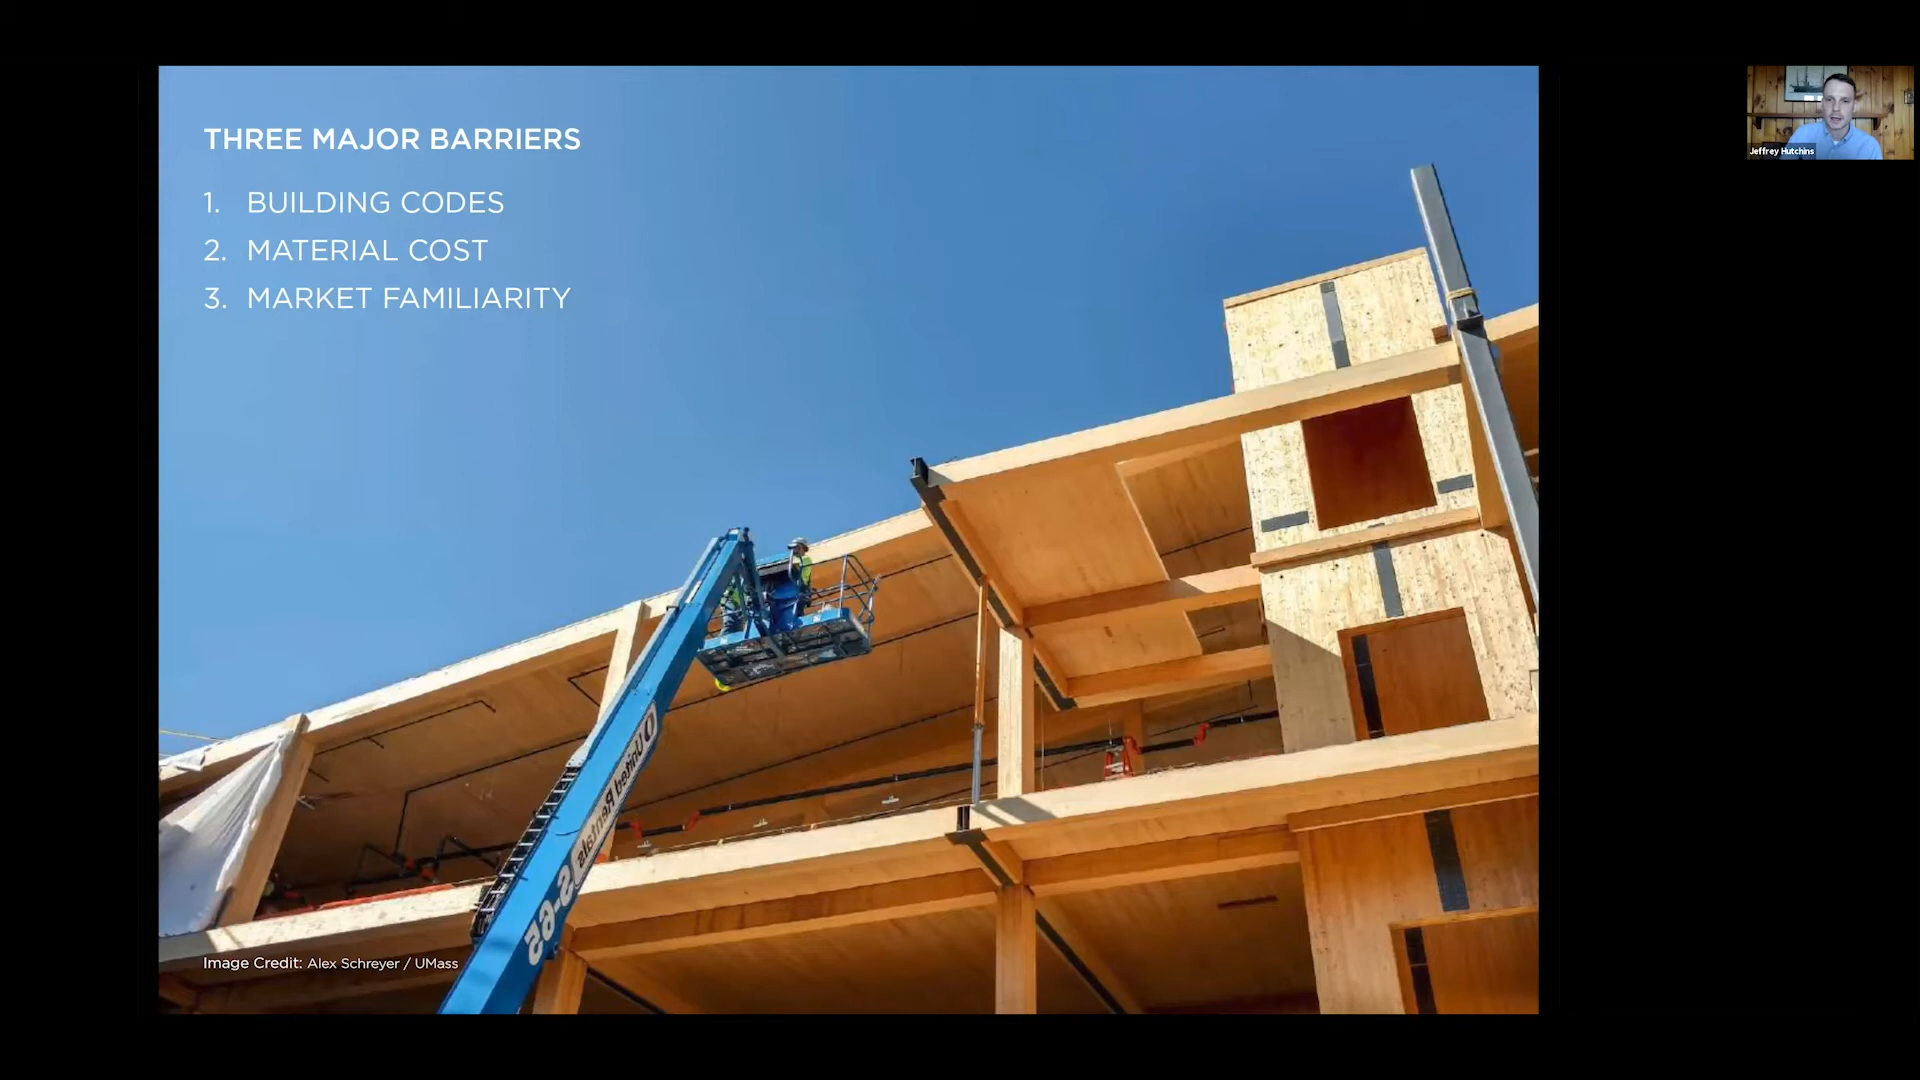 THREE MAJOR BARRIERS
1. BUILDING CODES
2. MATERIAL COST
3. MARKET FAMILIARITY
Jeffrey Hutchins
United Rentals
S-65
Image Credit: Alex Schreyer / UMass